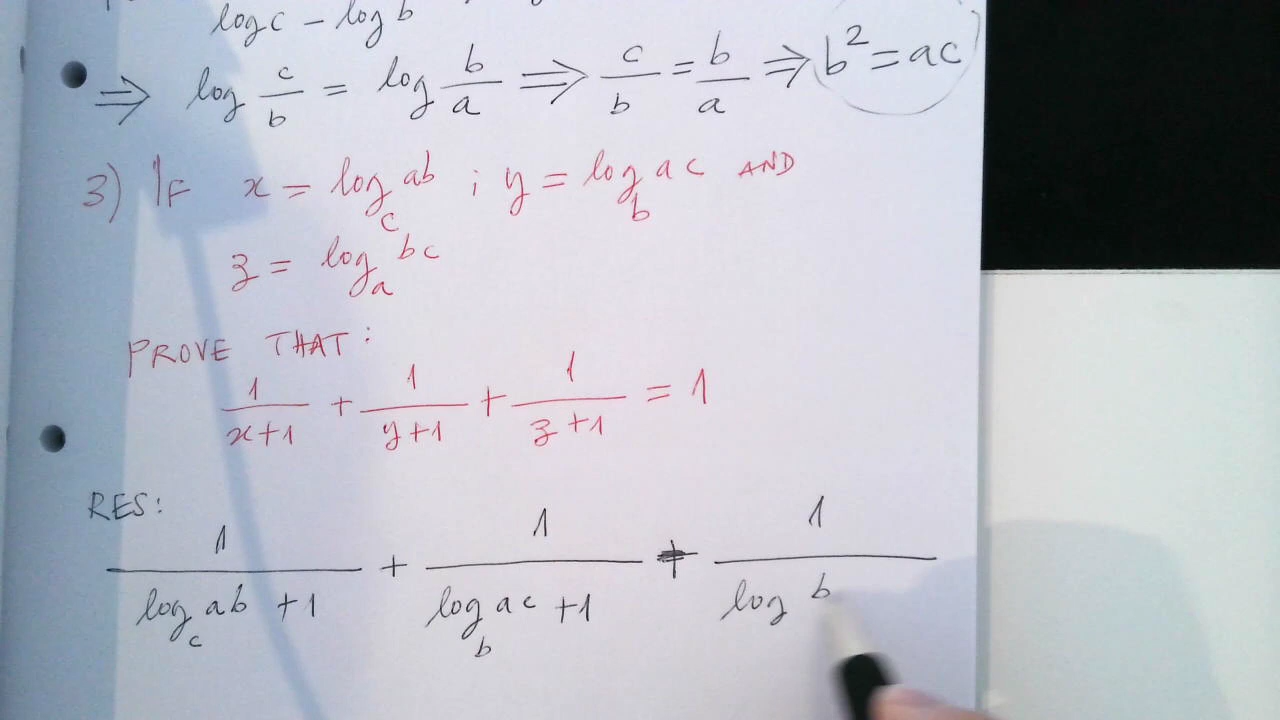 log c - log b
⇒ log c/b = log b/a ⇒ c/b = b/a ⇒ b² = ac
3) IF x = log_c ab ; y = log_b ac AND
z = log_a bc
PROVE THAT:
1/(x+1) + 1/(y+1) + 1/(z+1) = 1
RES:
1/(log_c ab + 1) + 1/(log_b ac + 1) + 1/(log b